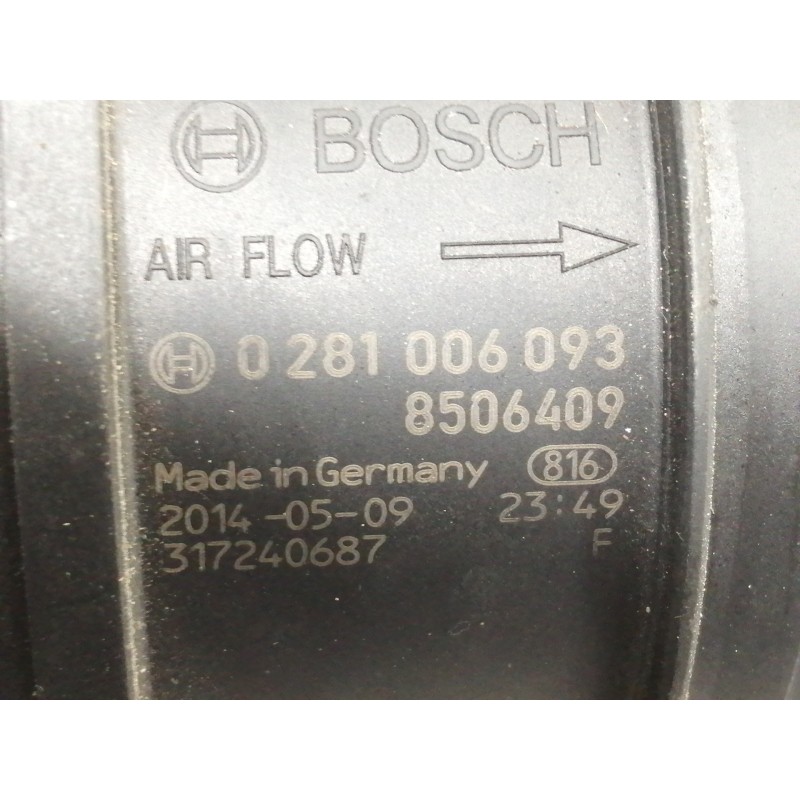 BOSCH
AIR FLOW
0 281 006 093
8506409
Made in Germany 816
2014-05-09 23:49
317240687 F